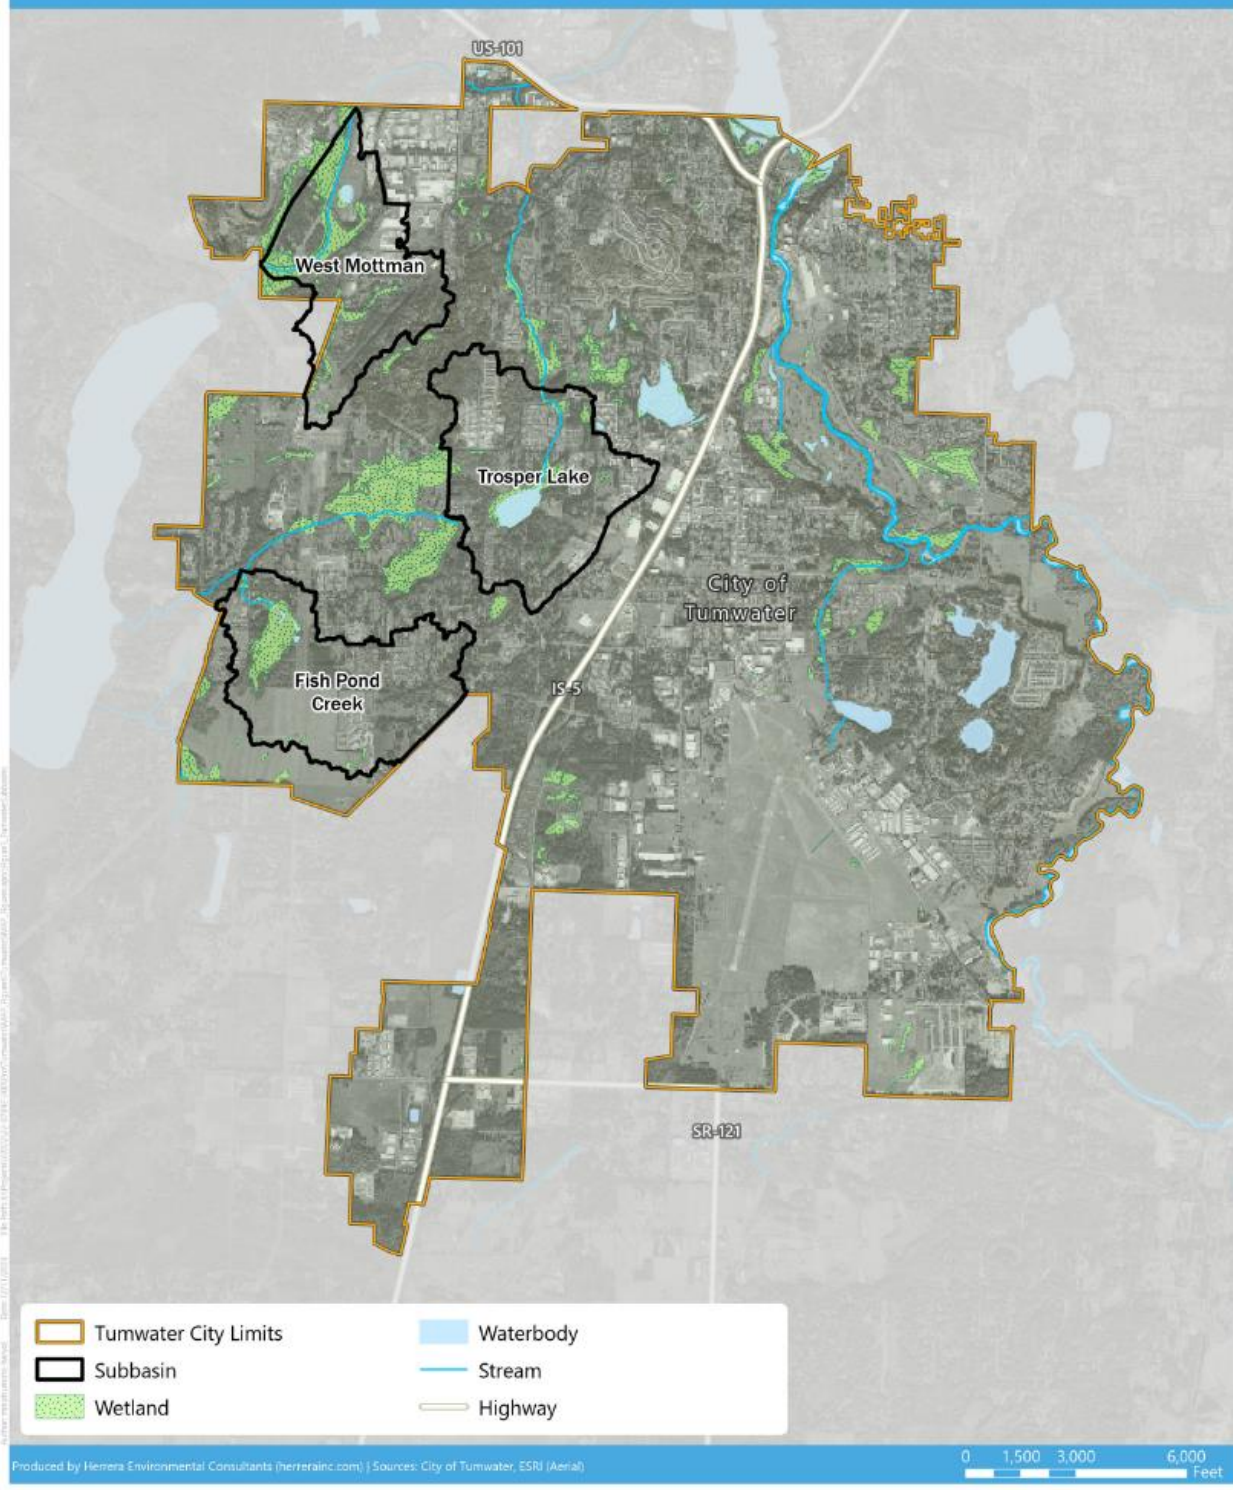 US-101
West Mottman
Trosper Lake
City of
Tumwater
Fish Pond
Creek
IS-5
SR-121
Tumwater City Limits
Subbasin
Wetland
Waterbody
Stream
Highway
Produced by Herrera Environmental Consultants (herrerainc.com) | Sources: City of Tumwater, ESRI (Aerial)
0 1,500 3,000 6,000
Feet